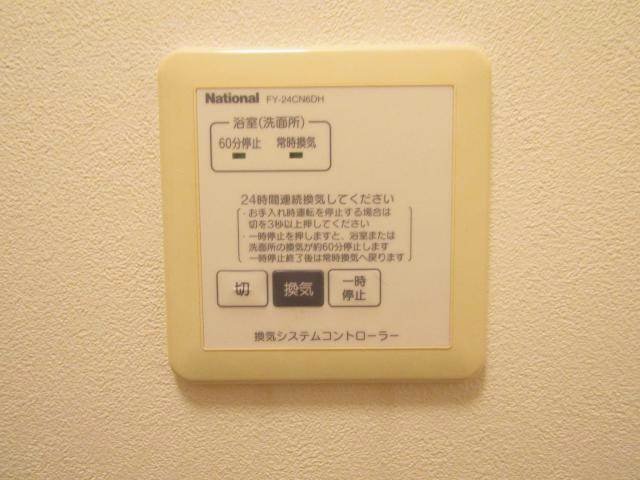 National FY-24CN6DH
浴室(洗面所)
60分停止 常時換気
24時間連続換気してください
・お手入れ時運転を停止する場合は
切を3秒以上押してください
・一時停止を押しますと、浴室または
洗面所の換気が約60分停止します
一時停止終了後は常時換気へ戻ります
切 換気 一時
停止
換気システムコントローラー